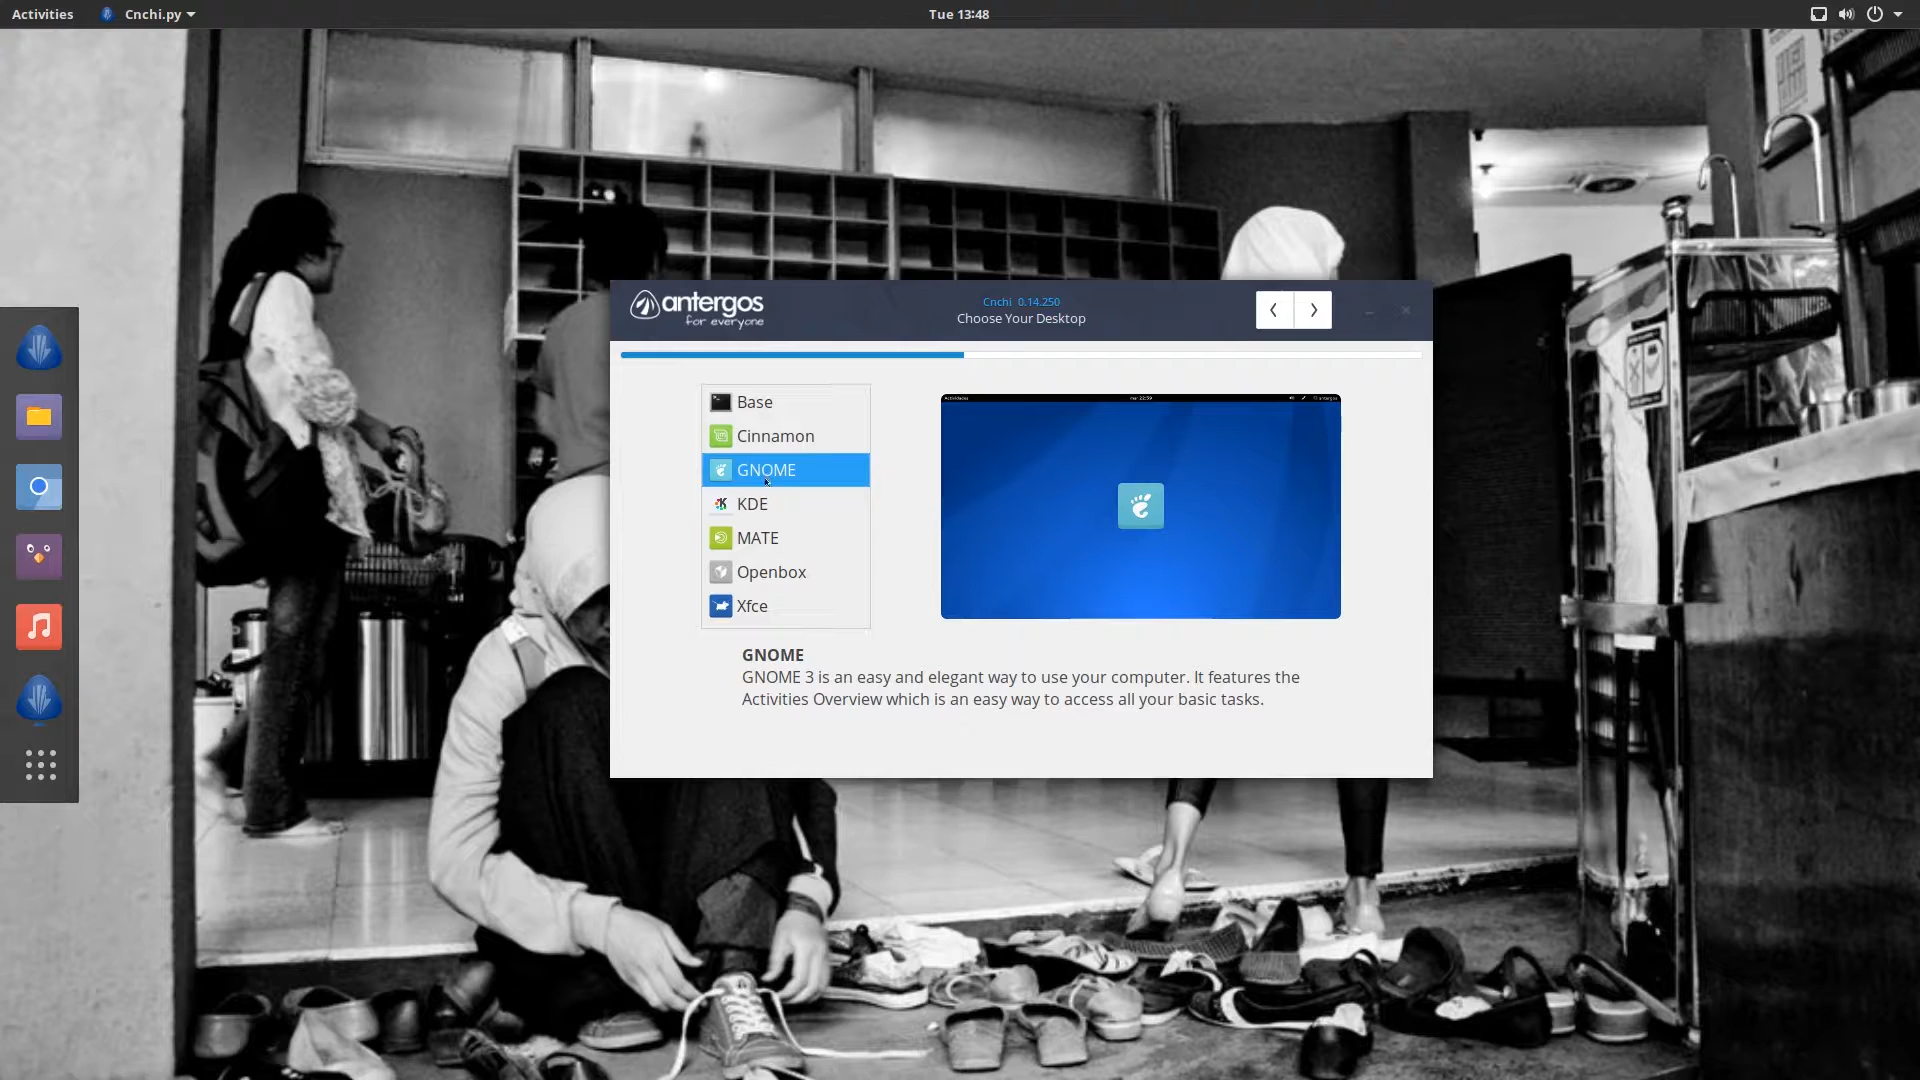 Activities
Cnchi.py
Tue 13:48
antergos
for everyone
Cnchi 0.14.250
Choose Your Desktop
Base
Cinnamon
GNOME
KDE
MATE
Openbox
Xfce
GNOME
GNOME 3 is an easy and elegant way to use your computer. It features the
Activities Overview which is an easy way to access all your basic tasks.